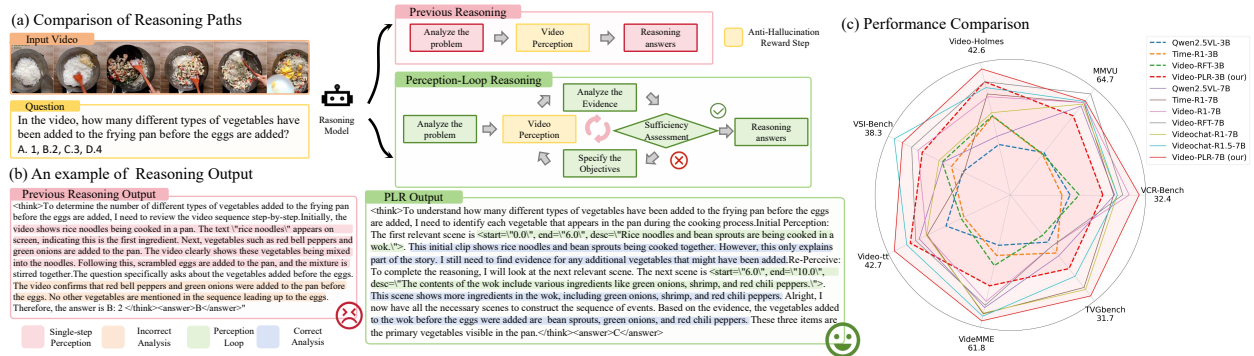 (a) Comparison of Reasoning Paths
Input Video
Question
In the video, how many different types of vegetables have
been added to the frying pan before the eggs are added?
A. 1, B.2, C.3, D.4
Rasoning
Model
Previous Reasoning
Analyze the
problem
Video
Perception
Reasoning
answers
Anti-Hallucination
Reward Step
Perception-Loop Reasoning
Analyze the
problem
Video
Perception
Analyze the
Evidence
Specify the
Objectives
Sufficiency
Assessment
Reasoning
answers
(b) An example of Reasoning Output
Previous Reasoning Output
<think>To determine the number of different types of vegetables added to the frying pan
before the eggs are added, I need to review the video sequence step-by-step.Initially, the
video shows rice noodles being cooked in a pan. The text \"rice noodles\" appears on
screen, indicating this is the first ingredient. Next, vegetables such as red bell peppers and
green onions are added to the pan. The video clearly shows these vegetables being mixed
into the noodles. Following this, scrambled eggs are added to the pan, and the mixture is
stirred together.The question specifically asks about the vegetables added before the eggs.
The video confirms that red bell peppers and green onions were added to the pan before
the eggs. No other vegetables are mentioned in the sequence leading up to the eggs.
Therefore, the answer is B: 2 </think><answer>B</answer>"
Single-step
Perception
Incorrect
Analysis
Perception
Loop
Correct
Analysis
PLR Output
<think>To understand how many different types of vegetables have been added to the frying pan before the eggs
are added, I need to identify each vegetable that appears in the pan during the cooking process.Initial Perception:
The first relevant scene is <start=\"0.0\", end=\"6.0\", desc=\"Rice noodles and bean sprouts are being cooked in a
wok.\">. This initial clip shows rice noodles and bean sprouts being cooked together. However, this only explains
part of the story. I still need to find evidence for any additional vegetables that might have been added.Re-Perceive:
To complete the reasoning, I will look at the next relevant scene. The next scene is <start=\"6.0\", end=\"10.0\",
desc=\"The contents of the wok include various ingredients like green onions, shrimp, and red chili peppers.\">.
This scene shows more ingredients in the wok, including green onions, shrimp, and red chili peppers. Alright, I
now have all the necessary scenes to construct the sequence of events. Based on the evidence, the vegetables added
to the wok before the eggs were added are bean sprouts, green onions, and red chili peppers. These three items are
the primary vegetables visible in the pan.</think><answer>C</answer>
(c) Performance Comparison
Video-Holmes
42.6
MMVU
64.7
VCR-Bench
32.4
TVGbench
31.7
VideMME
61.8
Video-tt
42.7
VSI-Bench
38.3
Qwen2.5VL-3B
Time-R1-3B
Video-RFT-3B
Video-PLR-3B (our)
Qwen2.5VL-7B
Time-R1-7B
Video-R1-7B
Video-RFT-7B
Videochat-R1-7B
Videochat-R1.5-7B
Video-PLR-7B (our)